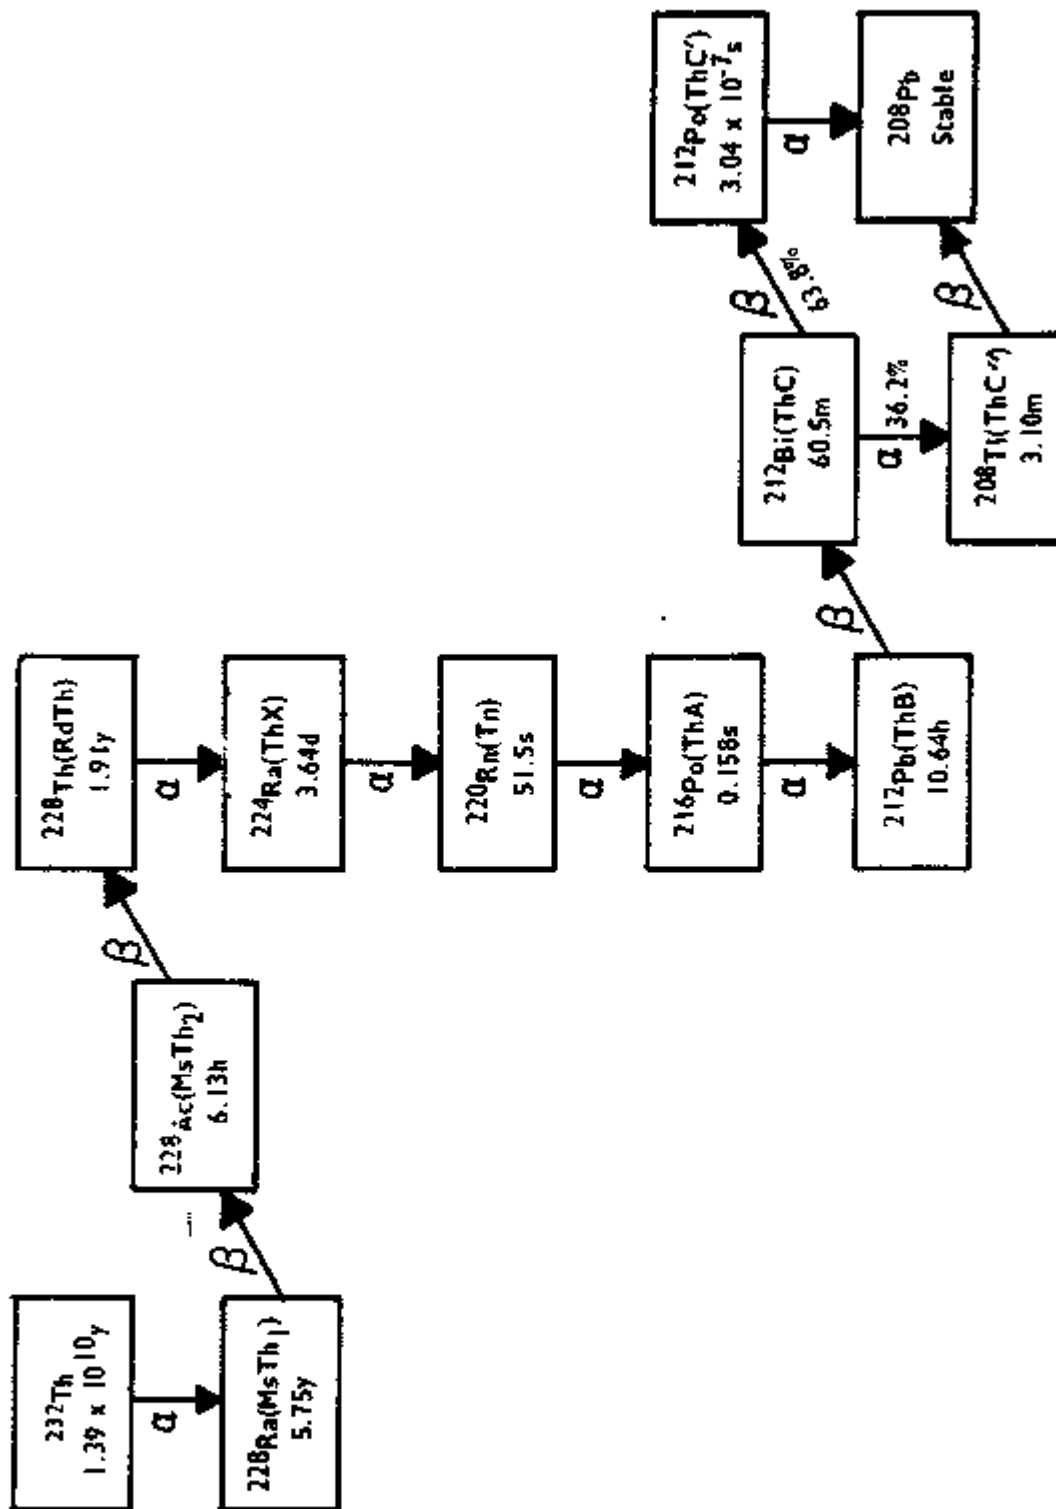 232Th
1.39 x 10^10y
α
228Ra(MsTh1)
5.75y
β
228Ac(MsTh2)
6.13h
β
228Th(RdTh)
1.91y
α
224Ra(ThX)
3.64d
α
220Rn(Tn)
51.5s
α
216Po(ThA)
0.158s
α
212Pb(ThB)
10.64h
β
212Bi(ThC)
60.5m
β
63.8%
α
36.2%
212Po(ThC')
3.04 x 10^-7s
α
208Tl(ThC'')
3.10m
β
208Pb
Stable